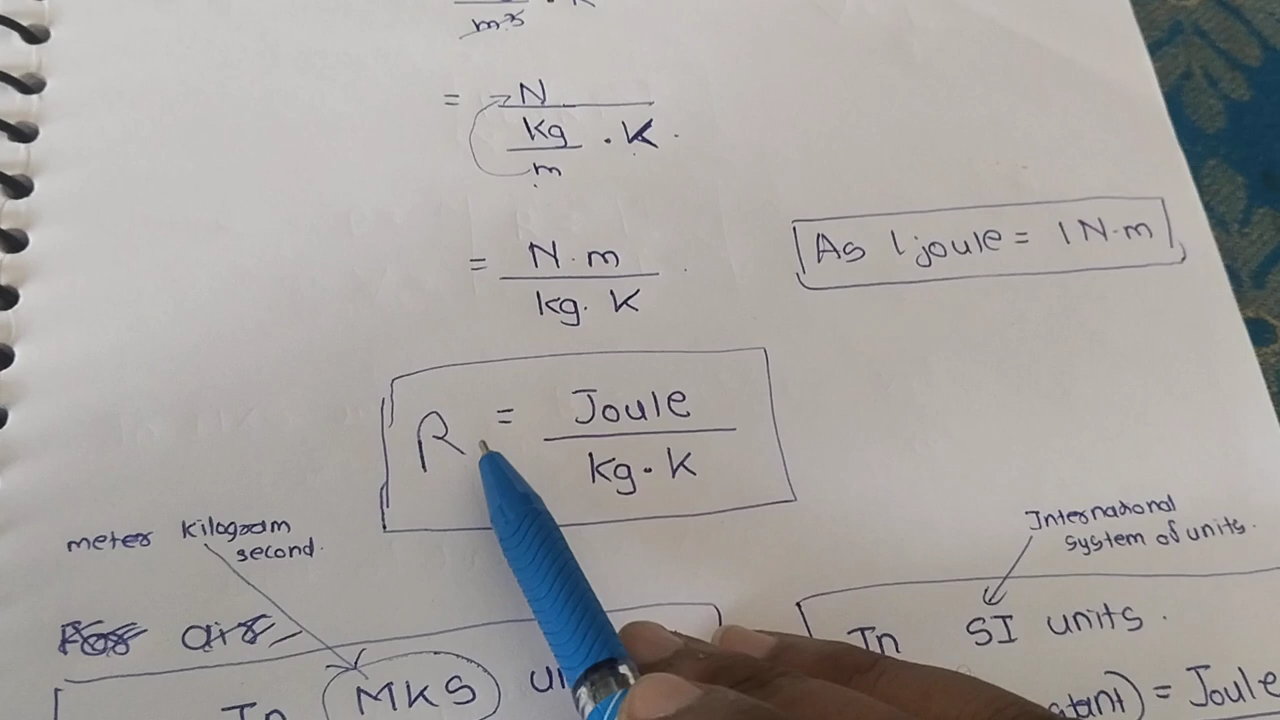 = N
kg
m
. K.
= N.m
kg. K
As 1 joule = 1 N.m
R = Joule
kg.K
meter kilogram
second.
International
system of units.
air
In MKS
In SI units.
= Joule